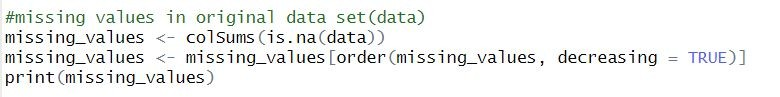 #missing values in original data set(data)
missing_values <- colSums(is.na(data))
missing_values <- missing_values[order(missing_values, decreasing = TRUE)]
print(missing_values)